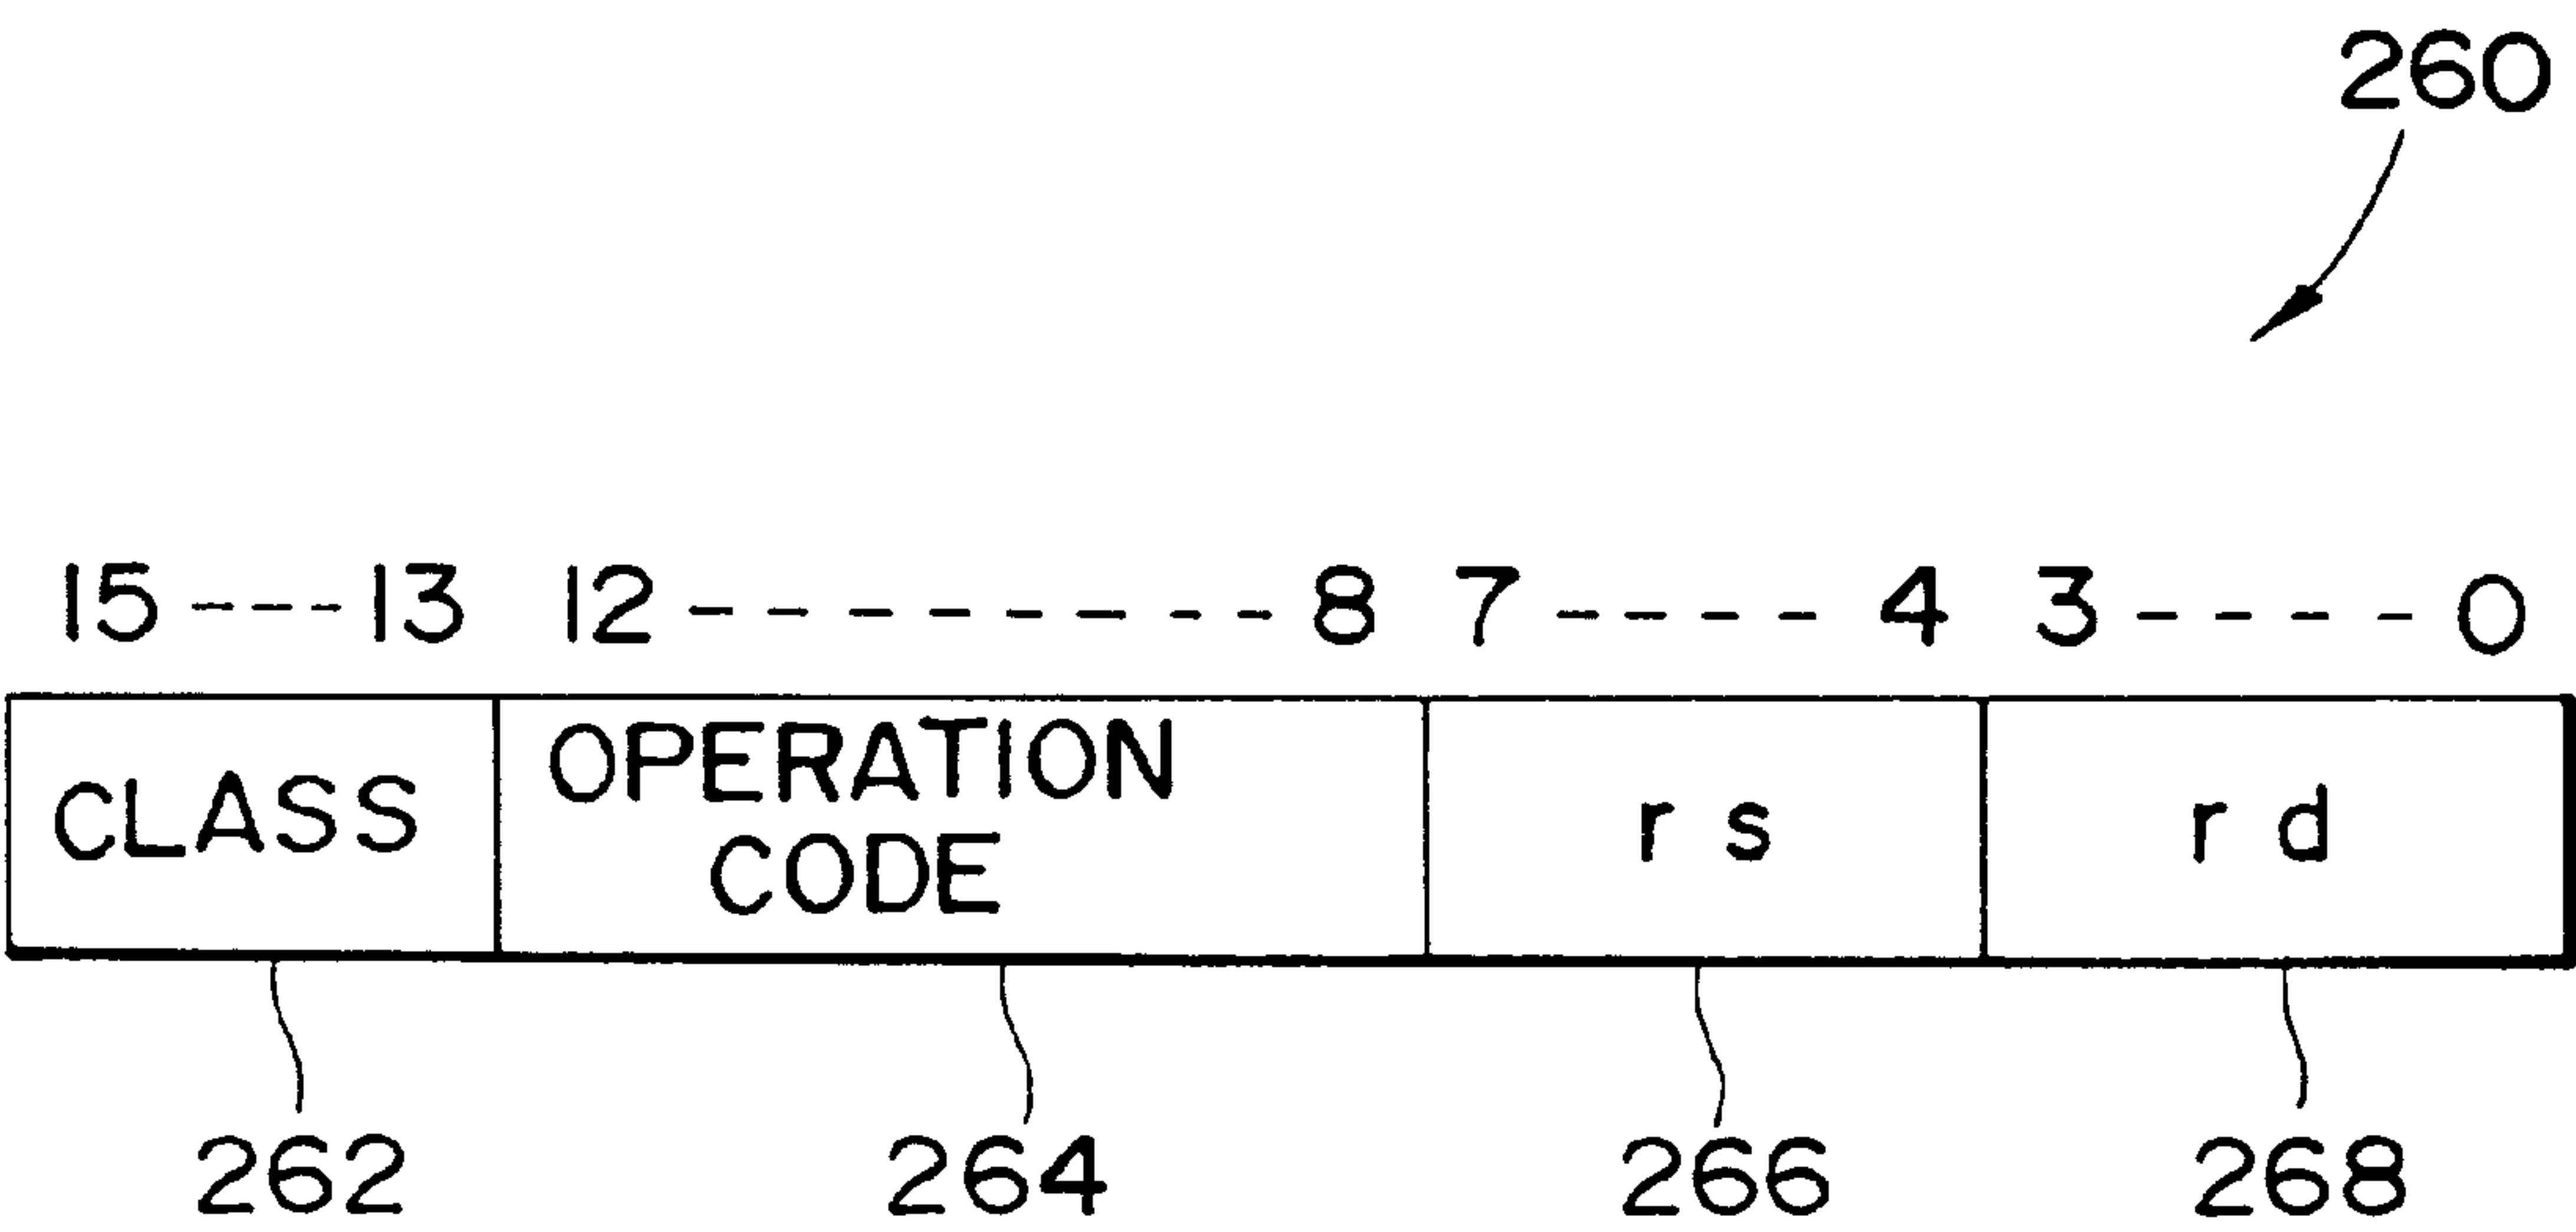 260
15 --- 13 12 -------- 8 7 ---- 4 3 ---- 0
CLASS
OPERATION
CODE
r s
r d
262 264 266 268